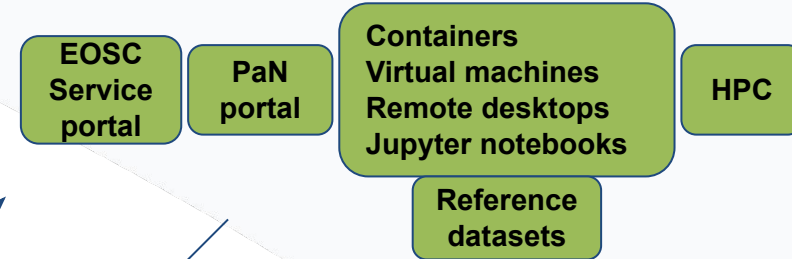 EOSC
Service
portal
PaN
portal
Containers
Virtual machines
Remote desktops
Jupyter notebooks
HPC
Reference
datasets